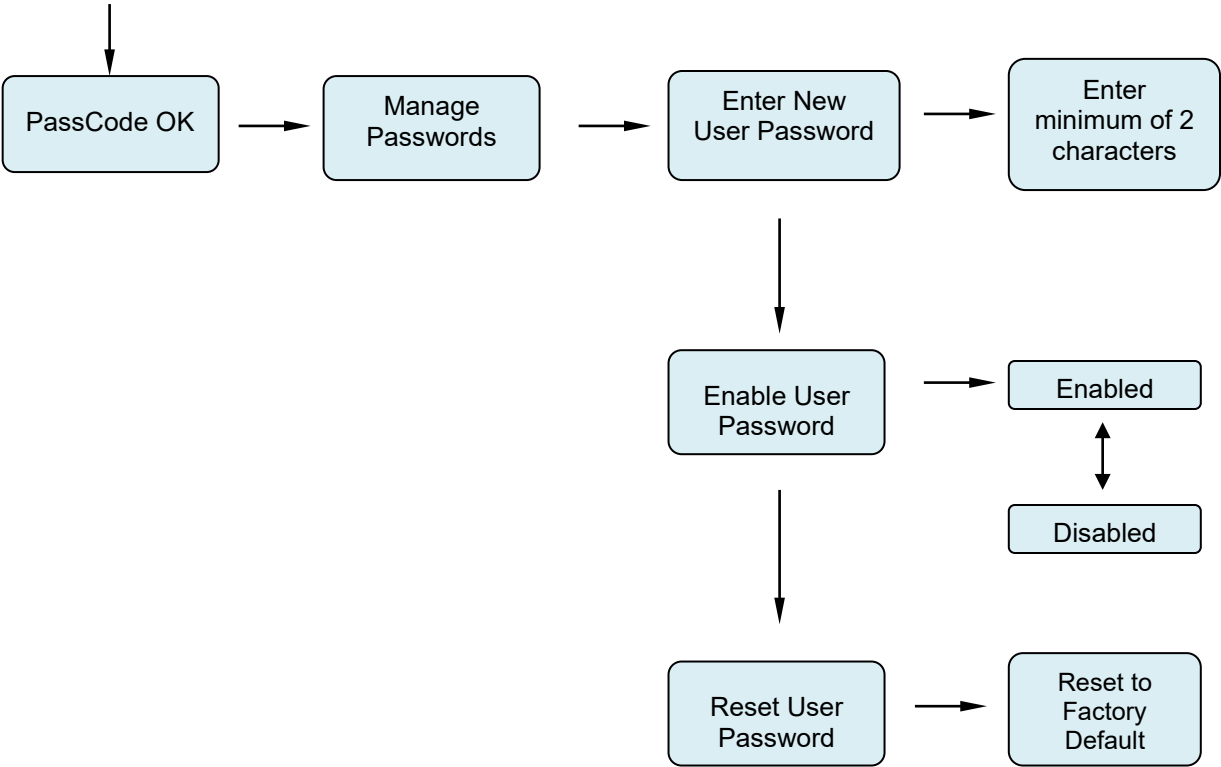 PassCode OK
Manage
Passwords
Enter New
User Password
Enter
minimum of 2
characters
Enable User
Password
Enabled
Disabled
Reset User
Password
Reset to
Factory
Default